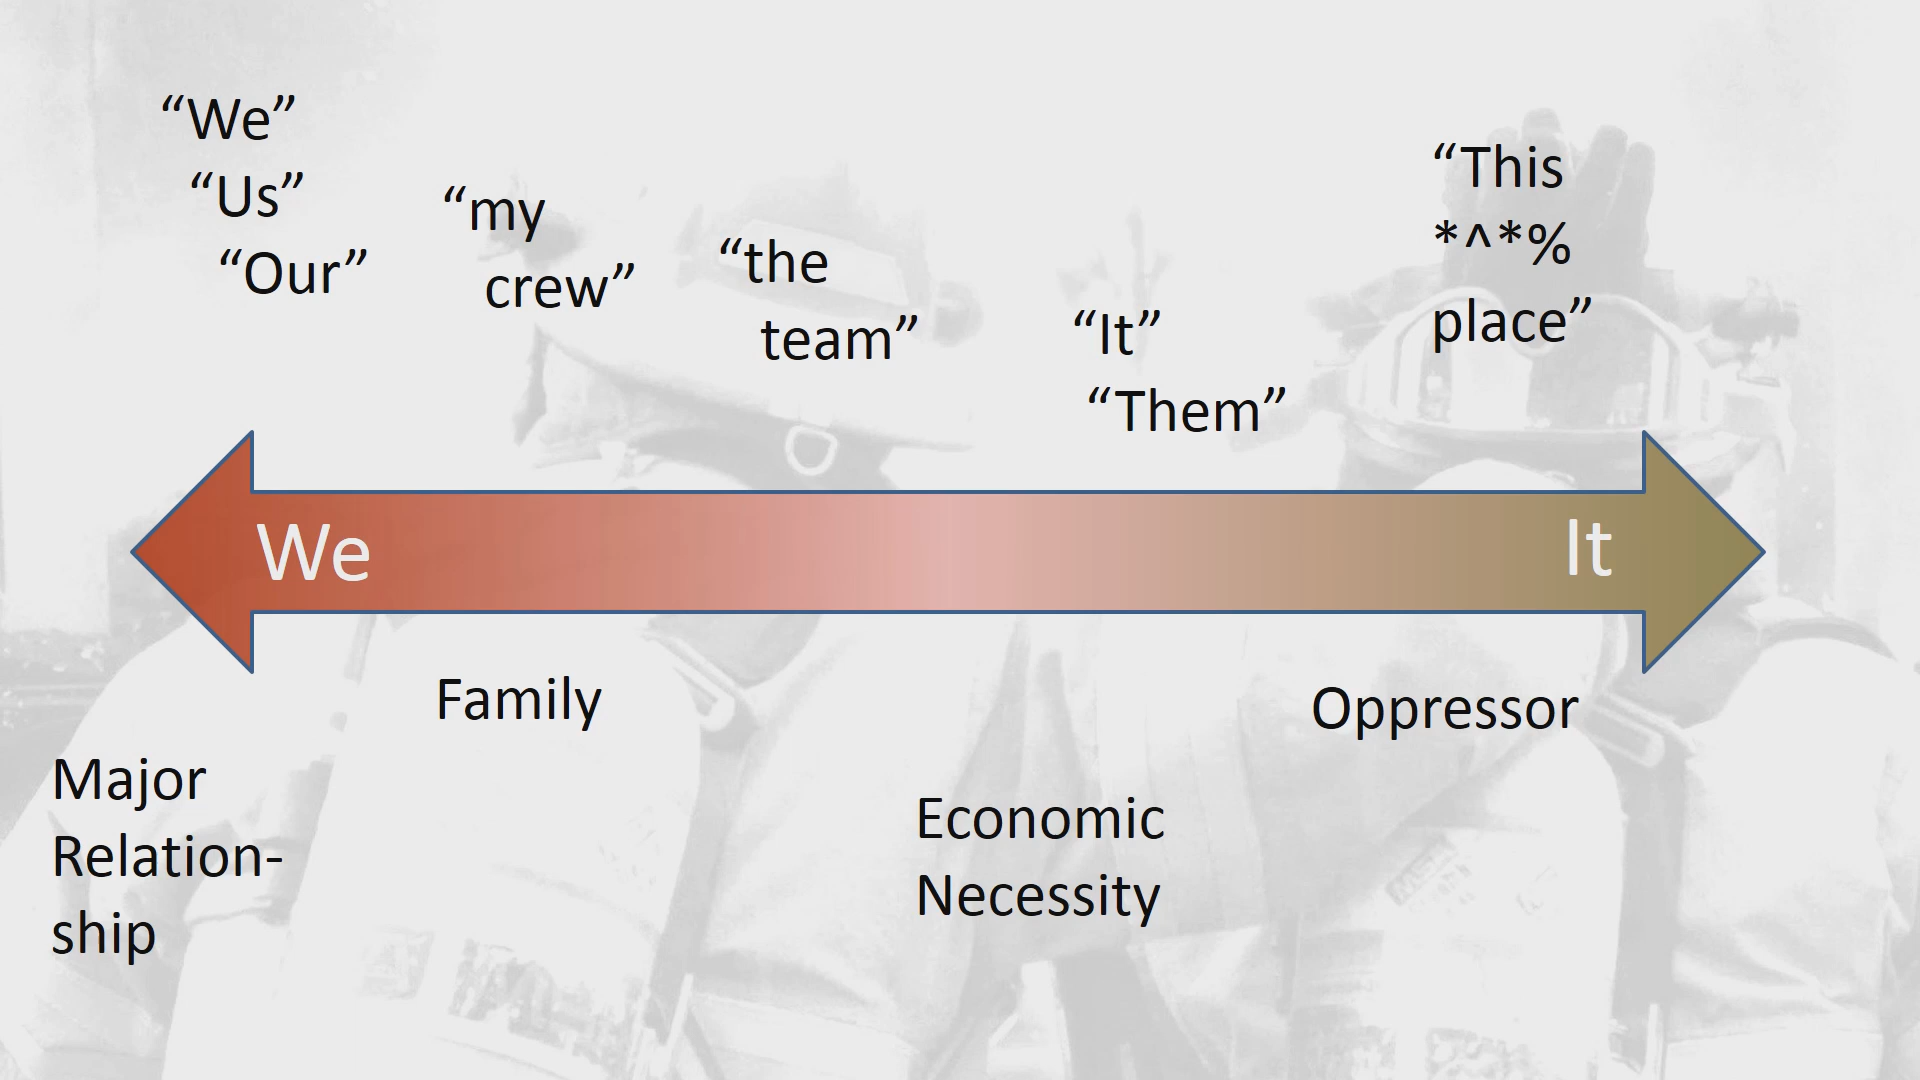 “We”
“Us”
“Our”
“my
crew”
“the
team”
“It”
“Them”
“This
*^*%
place”
We
It
Family
Major
Relation-
ship
Economic
Necessity
Oppressor